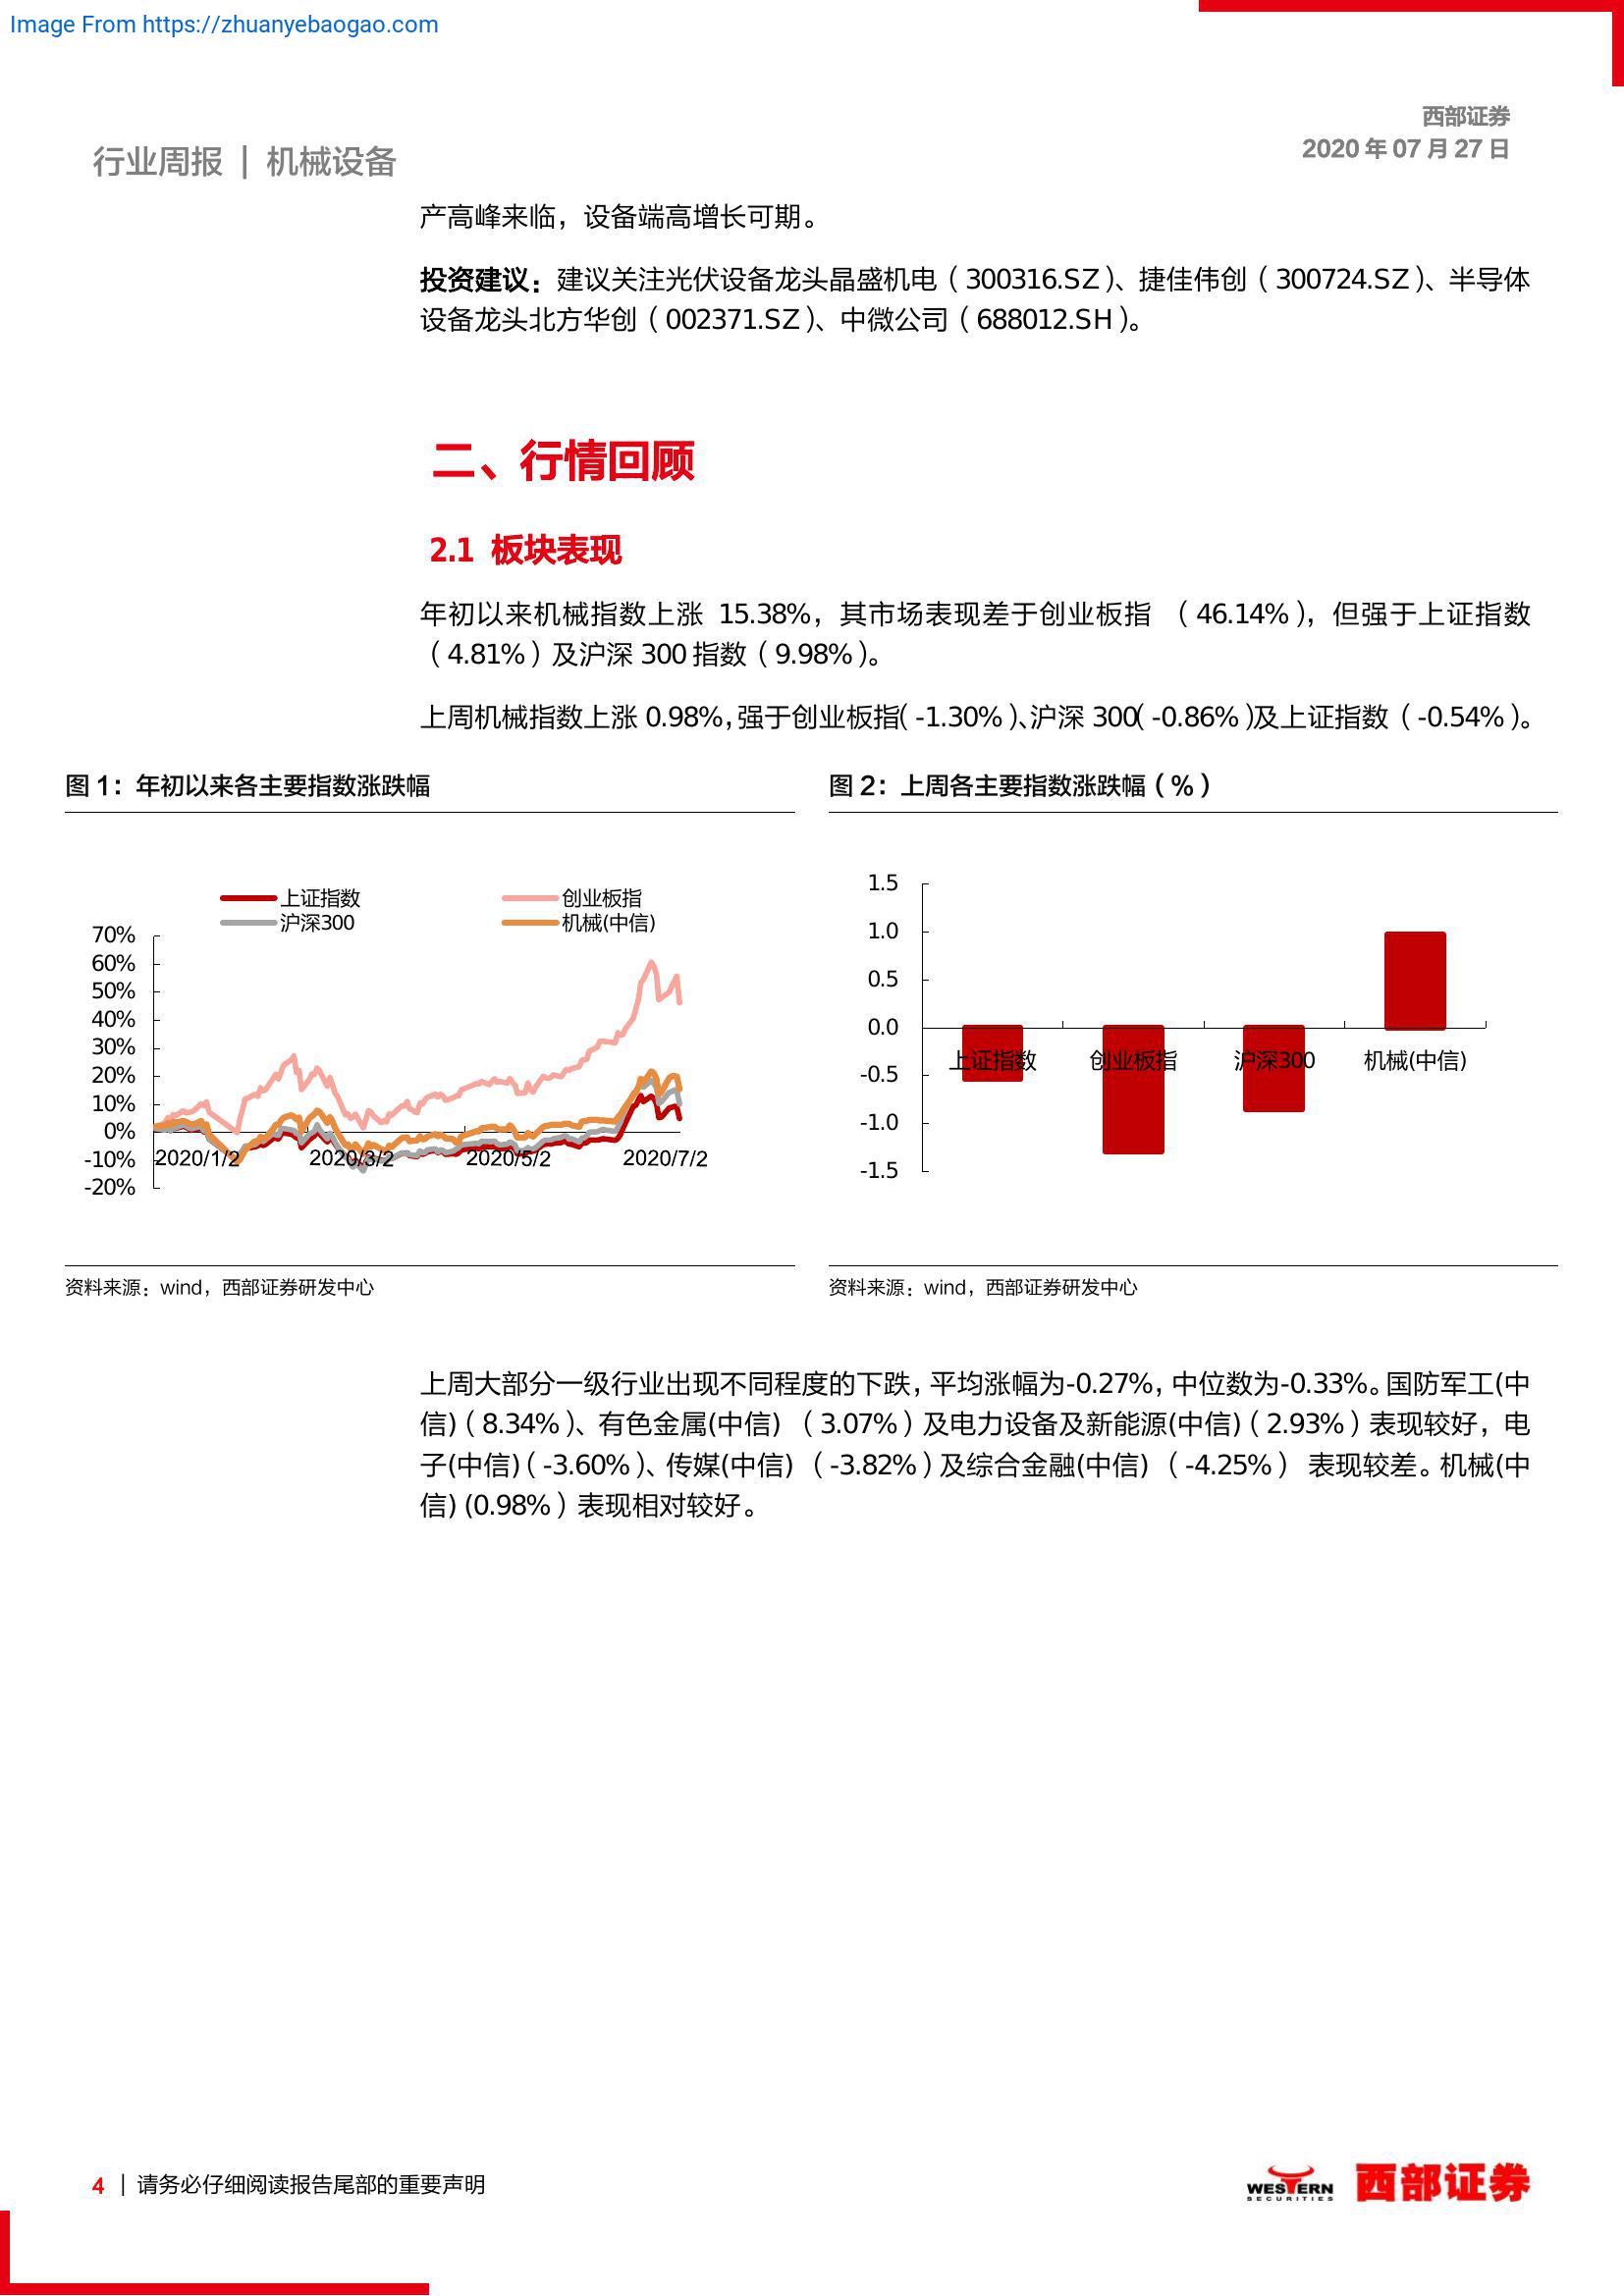 Image From https://zhuanyebaogao.com
西部证券
2020 年 07 月 27 日
行业周报 | 机械设备
产高峰来临，设备端高增长可期。
投资建议：建议关注光伏设备龙头晶盛机电（300316.SZ）、捷佳伟创（300724.SZ）、半导体
设备龙头北方华创（002371.SZ）、中微公司（688012.SH）。
二、行情回顾
2.1 板块表现
年初以来机械指数上涨 15.38%，其市场表现差于创业板指 （46.14%），但强于上证指数
（4.81%）及沪深 300 指数（9.98%）。
上周机械指数上涨 0.98%，强于创业板指（-1.30%）、沪深 300（-0.86%）及上证指数（-0.54%）。
图 1：年初以来各主要指数涨跌幅
上证指数
创业板指
沪深300
机械(中信)
70%
60%
50%
40%
30%
20%
10%
0%
-10%
-20%
2020/1/2
2020/3/2
2020/5/2
2020/7/2
资料来源：wind，西部证券研发中心
图 2：上周各主要指数涨跌幅（%）
1.5
1.0
0.5
0.0
-0.5
-1.0
-1.5
上证指数
创业板指
沪深300
机械(中信)
资料来源：wind，西部证券研发中心
上周大部分一级行业出现不同程度的下跌，平均涨幅为-0.27%，中位数为-0.33%。国防军工(中
信)（8.34%）、有色金属(中信) （3.07%）及电力设备及新能源(中信)（2.93%）表现较好，电
子(中信)（-3.60%）、传媒(中信) （-3.82%）及综合金融(中信) （-4.25%） 表现较差。机械(中
信) (0.98%）表现相对较好。
4 | 请务必仔细阅读报告尾部的重要声明
WESTERN
SECURITIES
西部证券